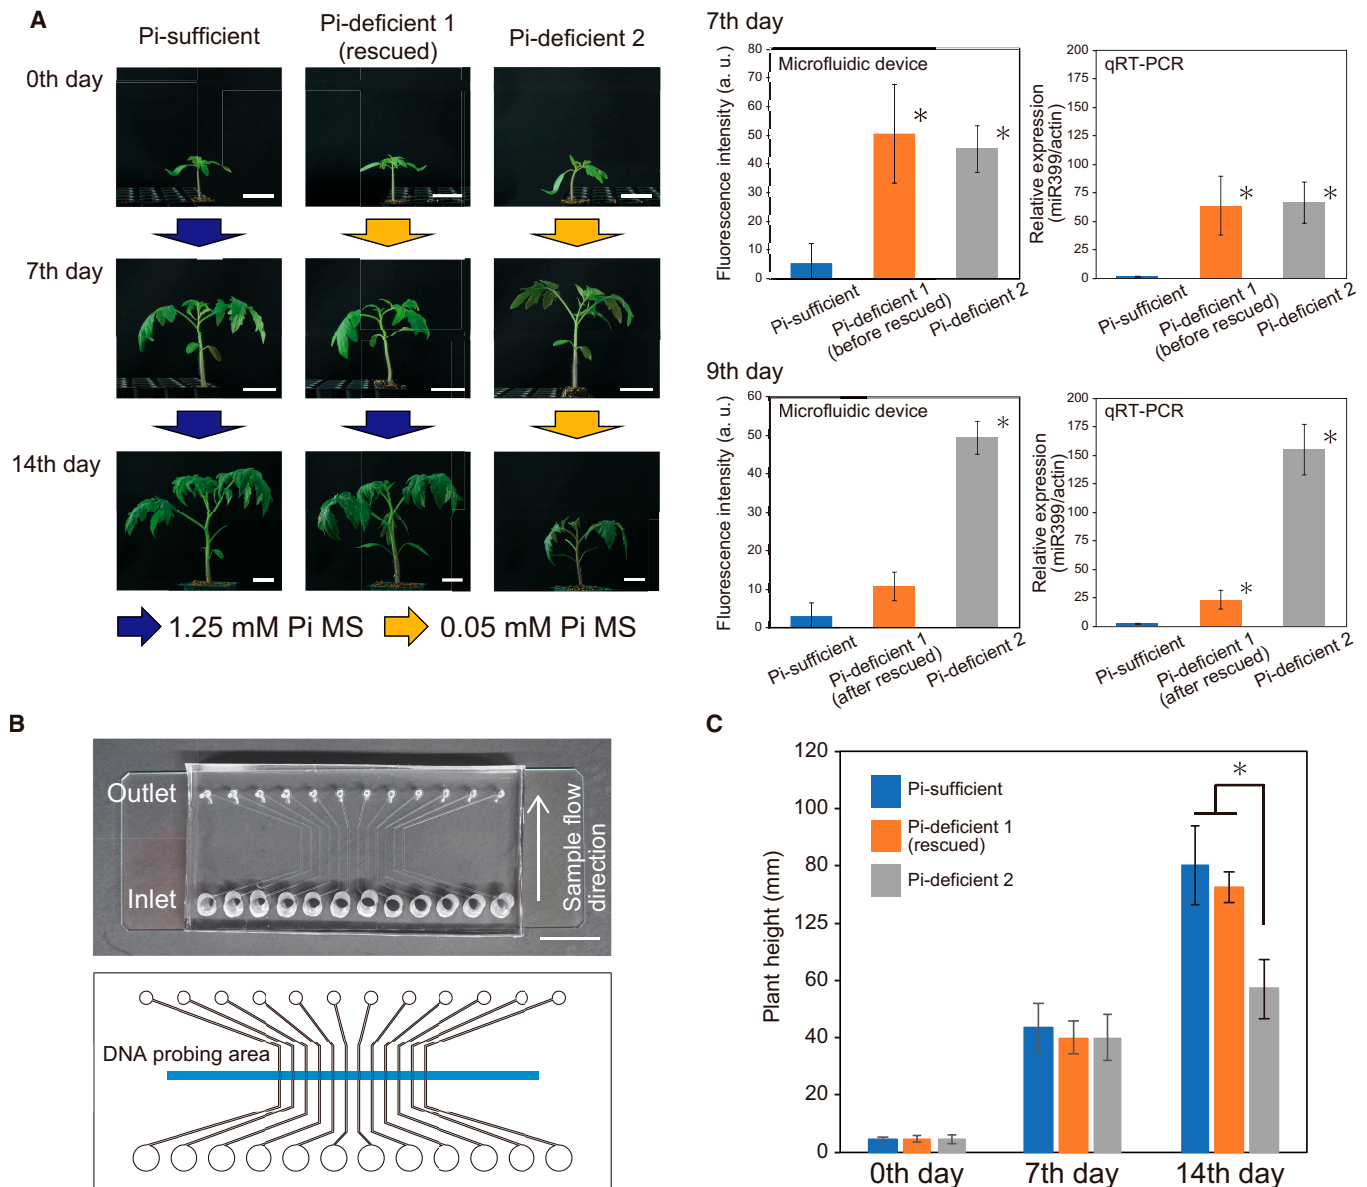 A
Pi-sufficient
Pi-deficient 1
(rescued)
Pi-deficient 2
0th day
7th day
14th day
1.25 mM Pi MS
0.05 mM Pi MS
7th day
Microfluidic device
Fluorescence intensity (a. u.)
80
70
60
50
40
30
20
10
0
*
*
Pi-sufficient
Pi-deficient 1
(before rescued)
Pi-deficient 2
qRT-PCR
Relative expression
(miR399/actin)
200
175
150
125
100
75
50
25
0
*
*
Pi-sufficient
Pi-deficient 1
(before rescued)
Pi-deficient 2
9th day
Microfluidic device
Fluorescence intensity (a. u.)
60
50
40
30
20
10
0
*
Pi-sufficient
Pi-deficient 1
(after rescued)
Pi-deficient 2
qRT-PCR
Relative expression
(miR399/actin)
200
175
150
125
100
75
50
25
0
*
*
Pi-sufficient
Pi-deficient 1
(after rescued)
Pi-deficient 2
B
Outlet
Inlet
Sample flow
direction
DNA probing area
C
Plant height (mm)
120
100
80
125
60
40
20
0
Pi-sufficient
Pi-deficient 1
(rescued)
Pi-deficient 2
*
0th day
7th day
14th day